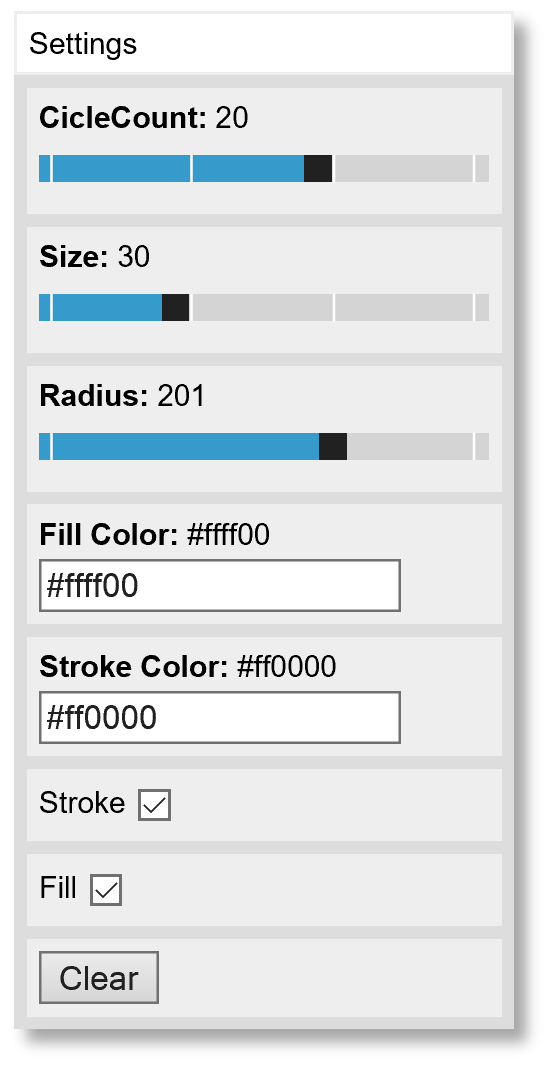 Settings
CicleCount: 20
Size: 30
Radius: 201
Fill Color: #ffff00
#ffff00
Stroke Color: #ff0000
#ff0000
Stroke
Fill
Clear